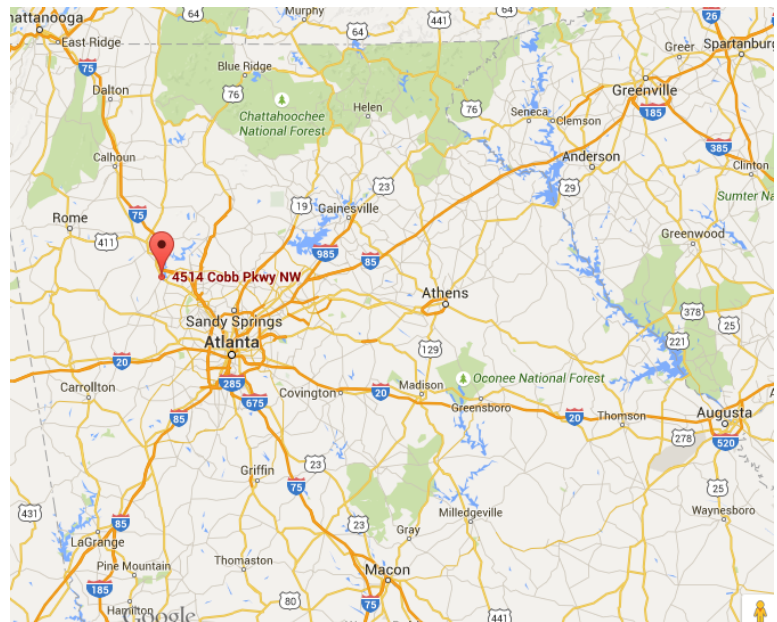 hattanooga
East Ridge
75
Dalton
64
Murphy
64
441
26
Greer
Spartanburg
Blue Ridge
76
Chattahoochee
National Forest
Helen
76
Seneca
Clemson
Greenville
185
385
Clinton
Calhoun
Anderson
29
Sumter Na
Rome
75
411
19
23
Gainesville
985
85
Greenwood
4514 Cobb Pkwy NW
Athens
Sandy Springs
Atlanta
378
25
221
20
129
Carrollton
285
675
Covington
20
Madison
Oconee National Forest
Greensboro
20
Thomson
Augusta
85
278
520
Griffin
23
75
25
431
85
23
Gray
Milledgeville
Waynesboro
LaGrange
Pine Mountain
Thomaston
Macon
185
Hamilton
Google
80
75
441